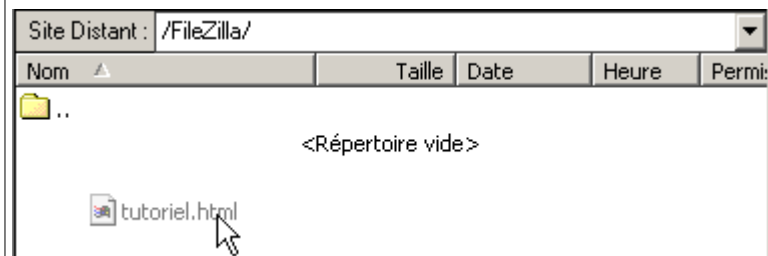 Site Distant : /FileZilla/
Nom Taille Date Heure Permi:
..
<Répertoire vide>
tutoriel.html